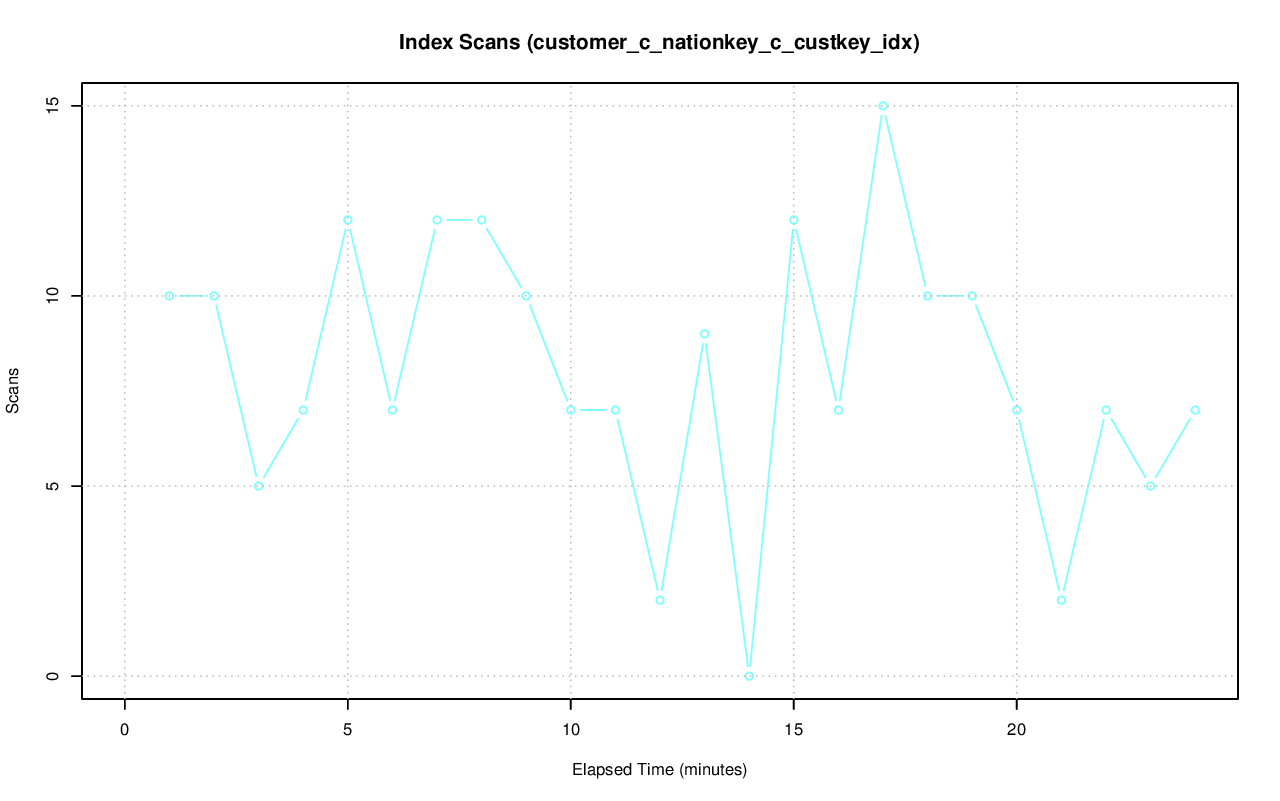 Index Scans (customer_c_nationkey_c_custkey_idx)
15
10
5
0
Scans
0 5 10 15 20
Elapsed Time (minutes)